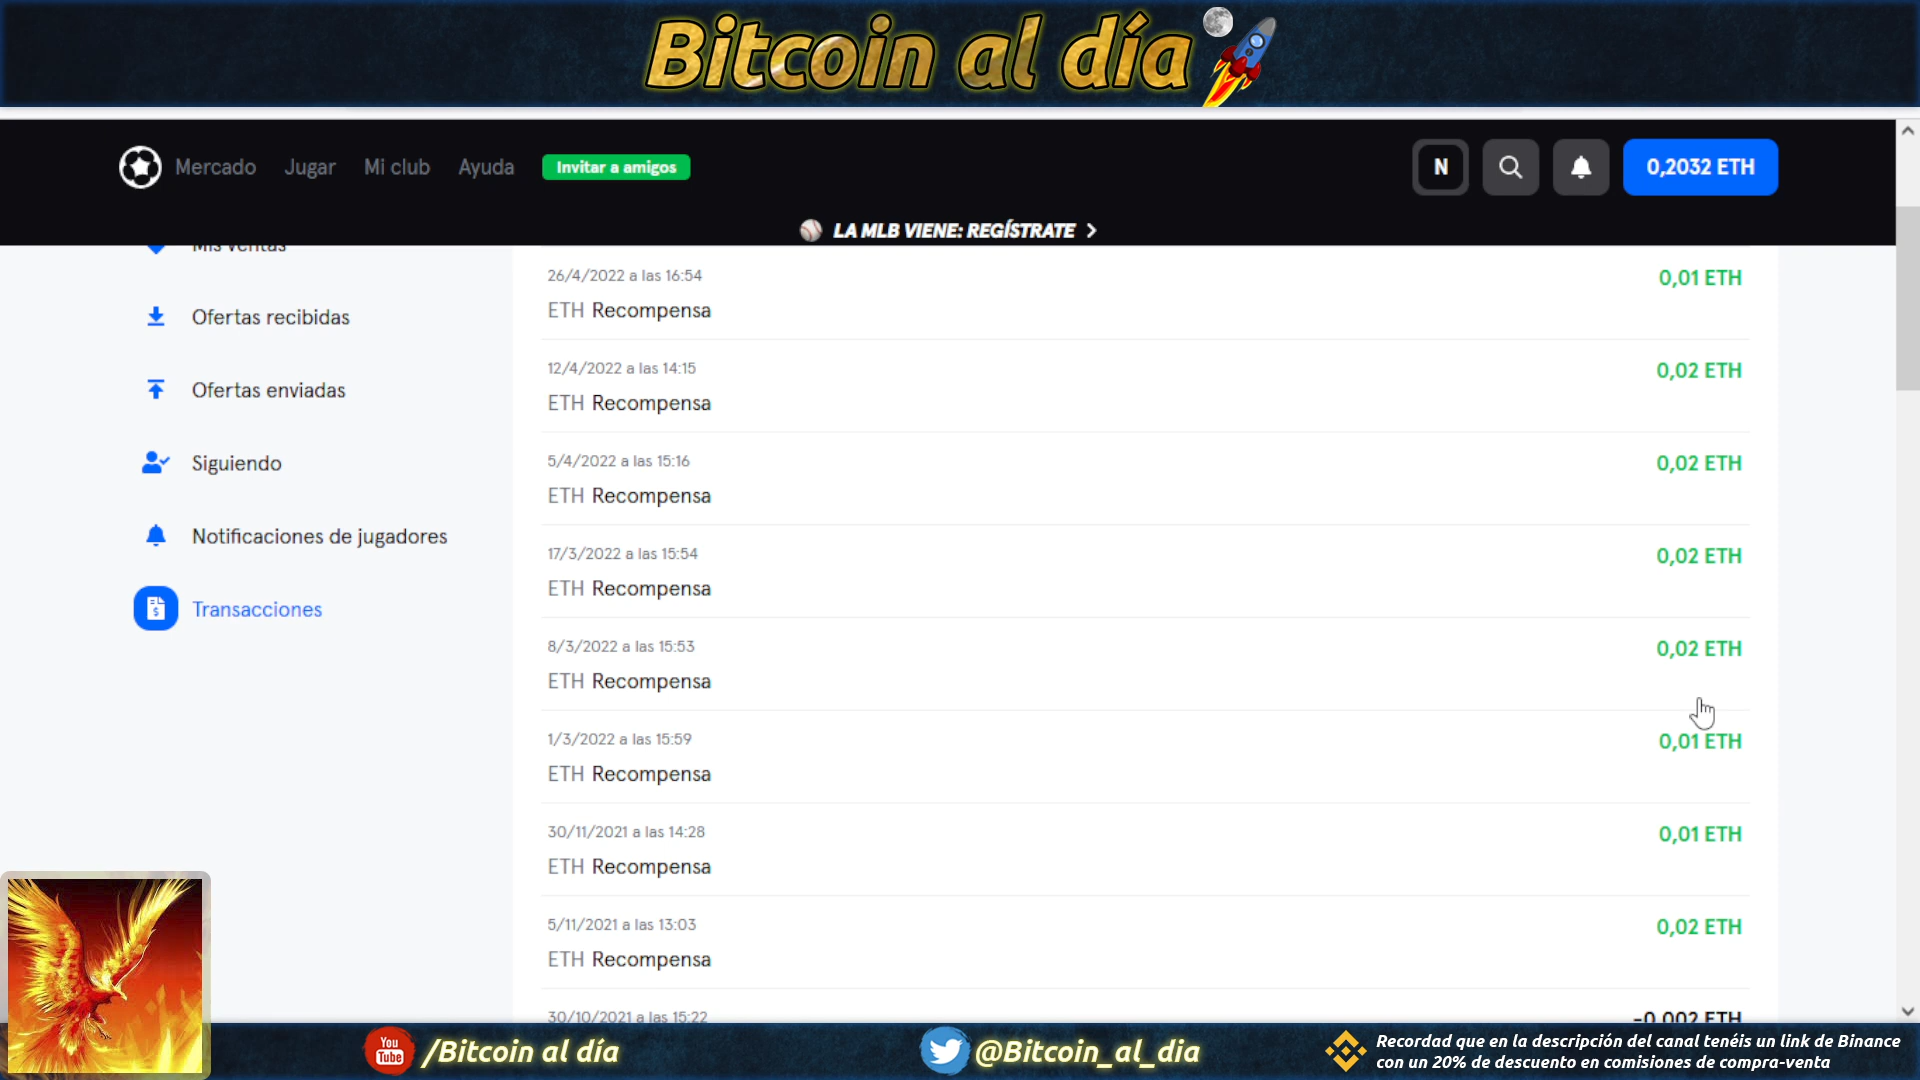 Bitcoin al día
Mercado Jugar Mi club Ayuda Invitar a amigos N 0,2032 ETH
LA MLB VIENE: REGÍSTRATE
Mis ventas
Ofertas recibidas
Ofertas enviadas
Siguiendo
Notificaciones de jugadores
Transacciones
26/4/2022 a las 16:54
ETH Recompensa 0,01 ETH
12/4/2022 a las 14:15
ETH Recompensa 0,02 ETH
5/4/2022 a las 15:16
ETH Recompensa 0,02 ETH
17/3/2022 a las 15:54
ETH Recompensa 0,02 ETH
8/3/2022 a las 15:53
ETH Recompensa 0,02 ETH
1/3/2022 a las 15:59
ETH Recompensa 0,01 ETH
30/11/2021 a las 14:28
ETH Recompensa 0,01 ETH
5/11/2021 a las 13:03
ETH Recompensa 0,02 ETH
30/10/2021 a las 15:22 -0,002 ETH
You
Tube
/Bitcoin al día
@Bitcoin_al_dia
Recordad que en la descripción del canal tenéis un link de Binance
con un 20% de descuento en comisiones de compra-venta